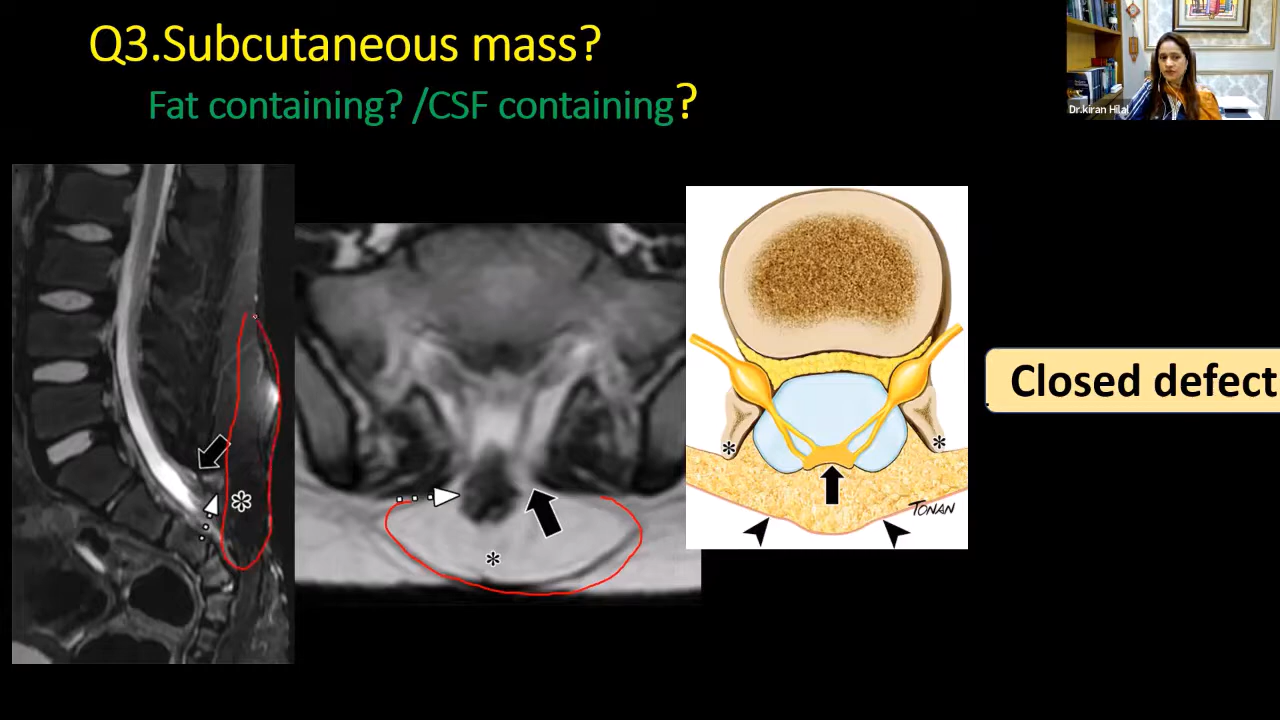 Q3.Subcutaneous mass?
Fat containing? /CSF containing?
Dr.kiran Hilal
Closed defect
TONAN